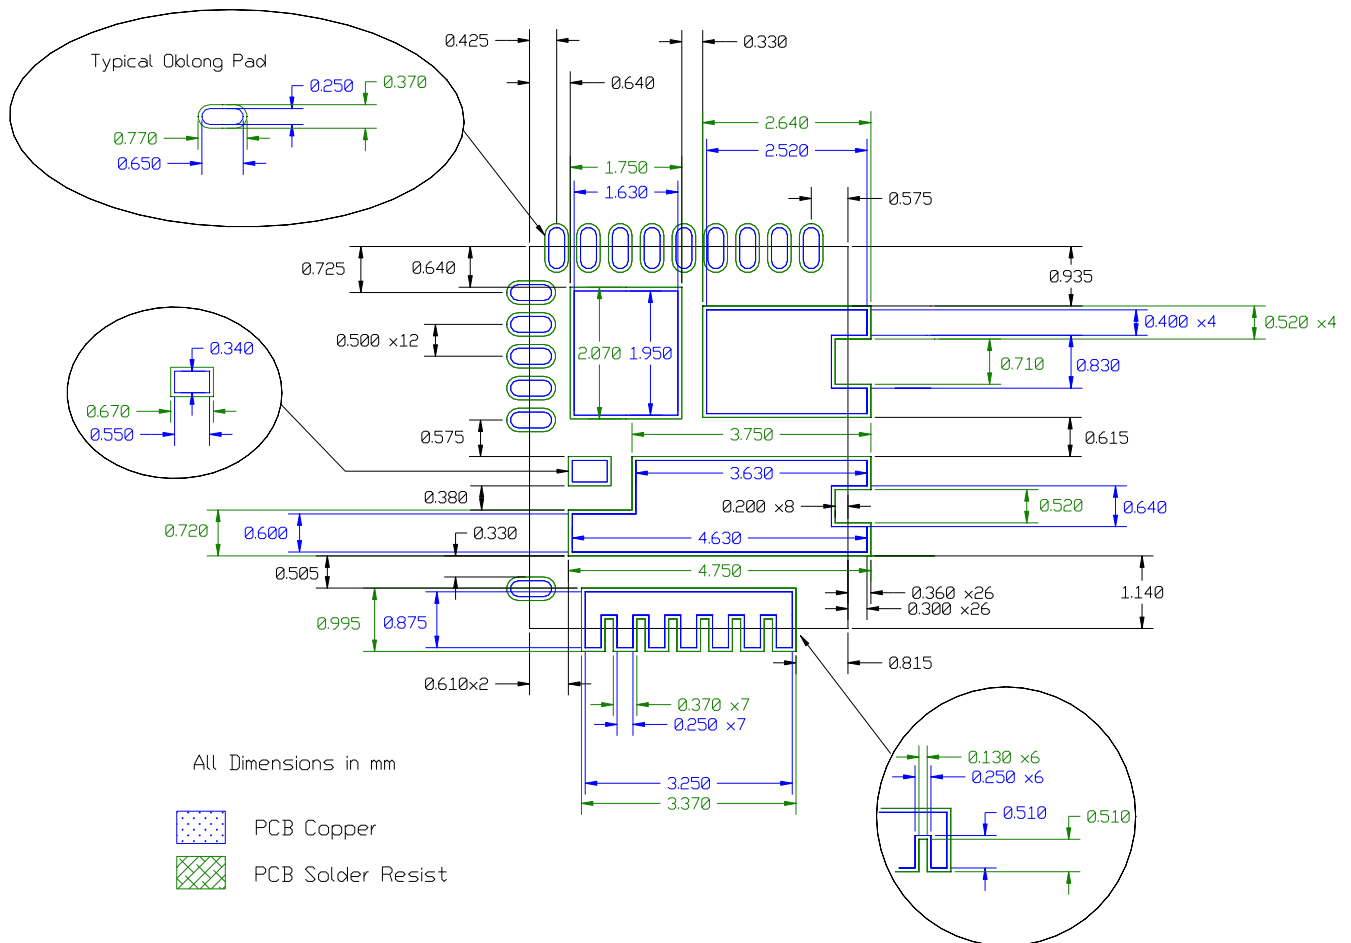 0.425
0.330
Typical Oblong Pad
0.250
0.370
0.640
0.770
0.650
2.640
2.520
1.750
1.630
0.575
0.725
0.640
0.935
0.400 x4
0.520 x4
0.500 x12
2.070
1.950
0.710
0.830
0.340
0.670
0.550
0.575
3.750
0.615
3.630
0.380
0.200 x8
0.520
0.640
0.720
0.600
0.330
4.630
0.505
4.750
0.360 x26
0.300 x26
1.140
0.995
0.875
0.815
0.610x2
0.370 x7
0.250 x7
0.130 x6
0.250 x6
All Dimensions in mm
3.250
3.370
0.510
0.510
PCB Copper
PCB Solder Resist